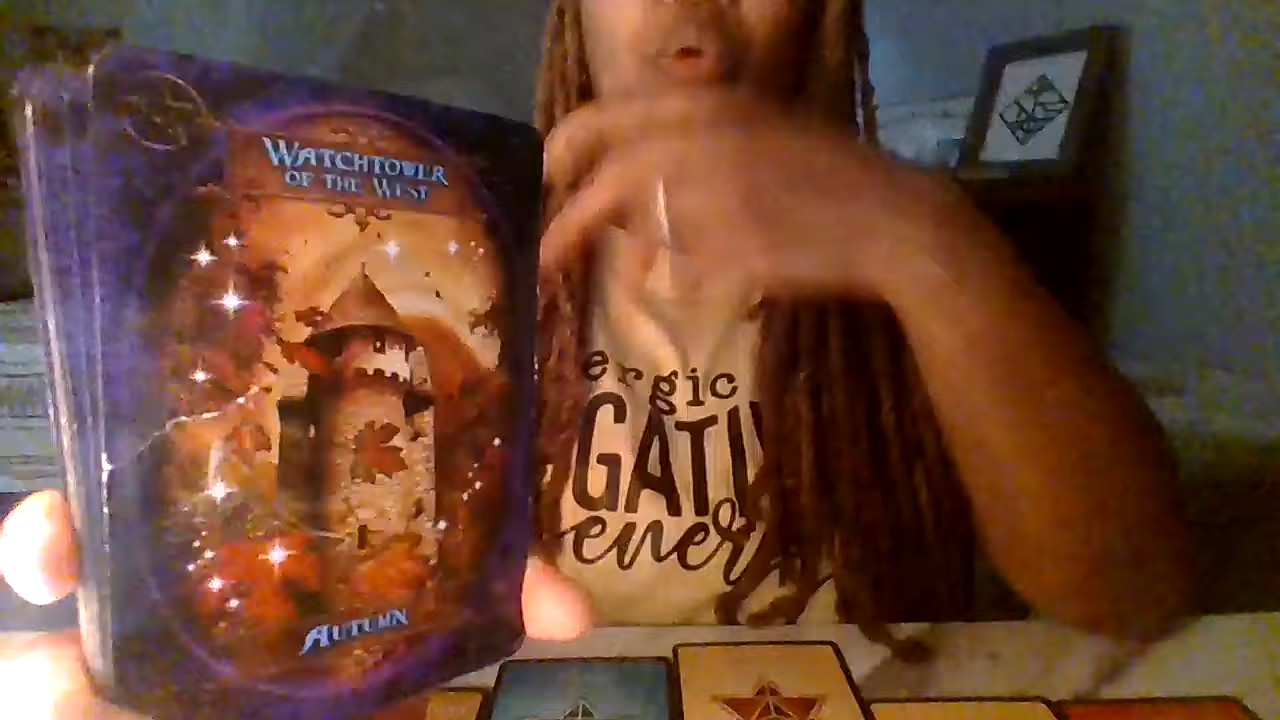 WATCHTOWER
OF THE WEST
AUTUMN
ergic
GATI
ener